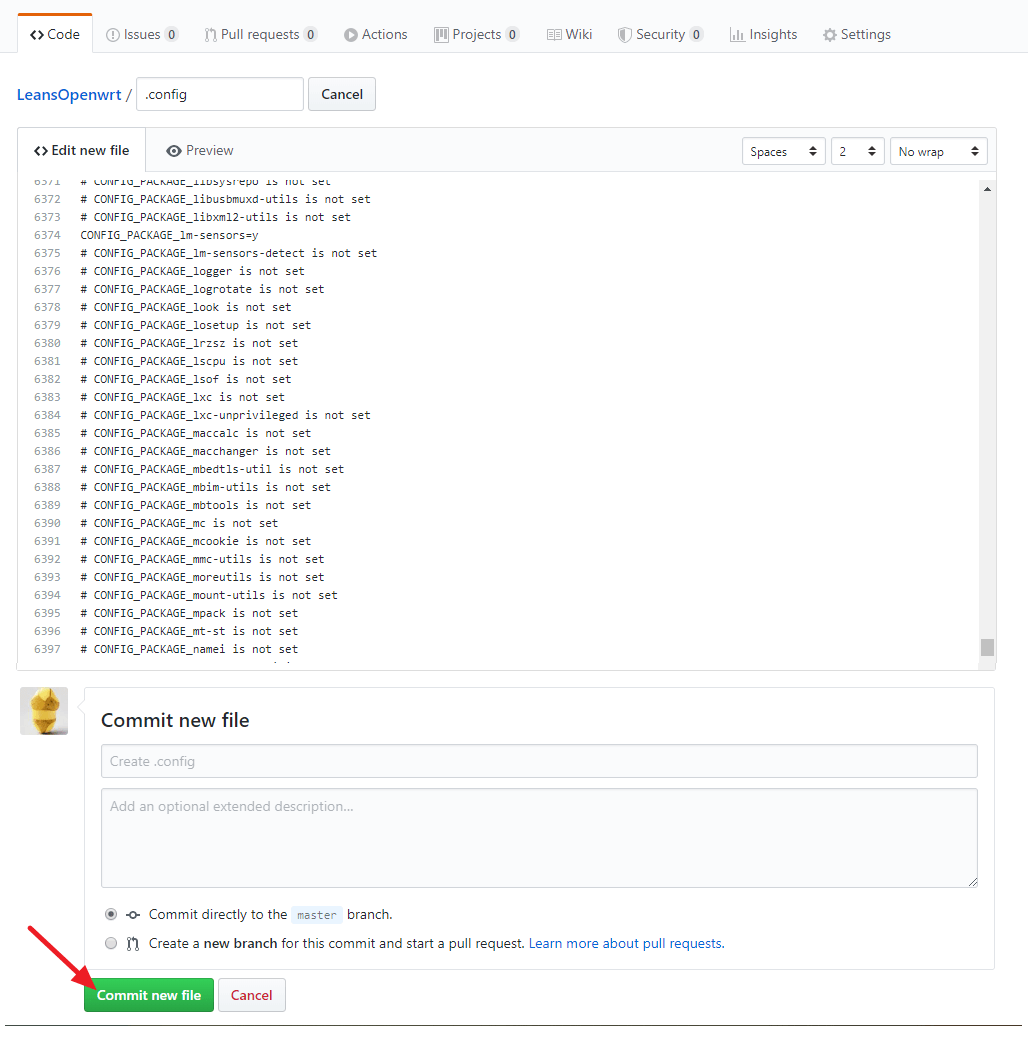 Code Issues 0 Pull requests 0 Actions Projects 0 Wiki Security 0 Insights Settings
LeansOpenwrt / .config Cancel
Edit new file Preview Spaces 2 No wrap
6371 # CONFIG_PACKAGE_libsysrepo is not set
6372 # CONFIG_PACKAGE_libusbmuxd-utils is not set
6373 # CONFIG_PACKAGE_libxml2-utils is not set
6374 CONFIG_PACKAGE_lm-sensors=y
6375 # CONFIG_PACKAGE_lm-sensors-detect is not set
6376 # CONFIG_PACKAGE_logger is not set
6377 # CONFIG_PACKAGE_logrotate is not set
6378 # CONFIG_PACKAGE_look is not set
6379 # CONFIG_PACKAGE_losetup is not set
6380 # CONFIG_PACKAGE_lrzsz is not set
6381 # CONFIG_PACKAGE_lscpu is not set
6382 # CONFIG_PACKAGE_lsof is not set
6383 # CONFIG_PACKAGE_lxc is not set
6384 # CONFIG_PACKAGE_lxc-unprivileged is not set
6385 # CONFIG_PACKAGE_maccalc is not set
6386 # CONFIG_PACKAGE_macchanger is not set
6387 # CONFIG_PACKAGE_mbedtls-util is not set
6388 # CONFIG_PACKAGE_mbim-utils is not set
6389 # CONFIG_PACKAGE_mbtools is not set
6390 # CONFIG_PACKAGE_mc is not set
6391 # CONFIG_PACKAGE_mcookie is not set
6392 # CONFIG_PACKAGE_mmc-utils is not set
6393 # CONFIG_PACKAGE_moreutils is not set
6394 # CONFIG_PACKAGE_mount-utils is not set
6395 # CONFIG_PACKAGE_mpack is not set
6396 # CONFIG_PACKAGE_mt-st is not set
6397 # CONFIG_PACKAGE_namei is not set
Commit new file
Create .config
Add an optional extended description...
Commit directly to the master branch.
Create a new branch for this commit and start a pull request. Learn more about pull requests.
Commit new file Cancel